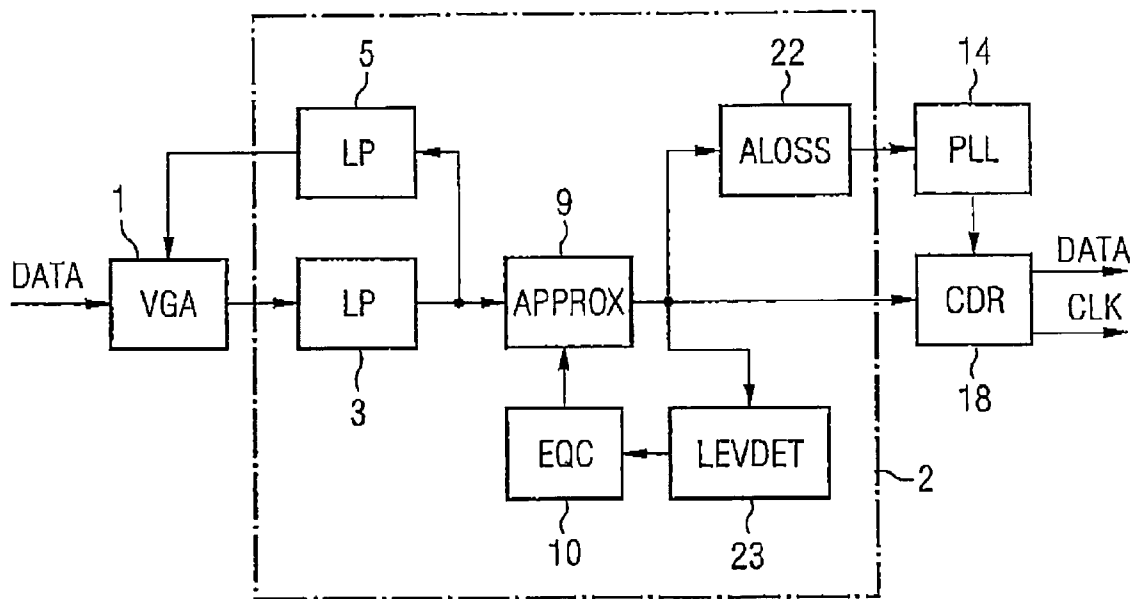 5
22
14
LP
ALOSS
PLL
1
9
DATA
VGA
LP
APPROX
CDR
DATA
CLK
3
18
EQC
LEVDET
2
10
23